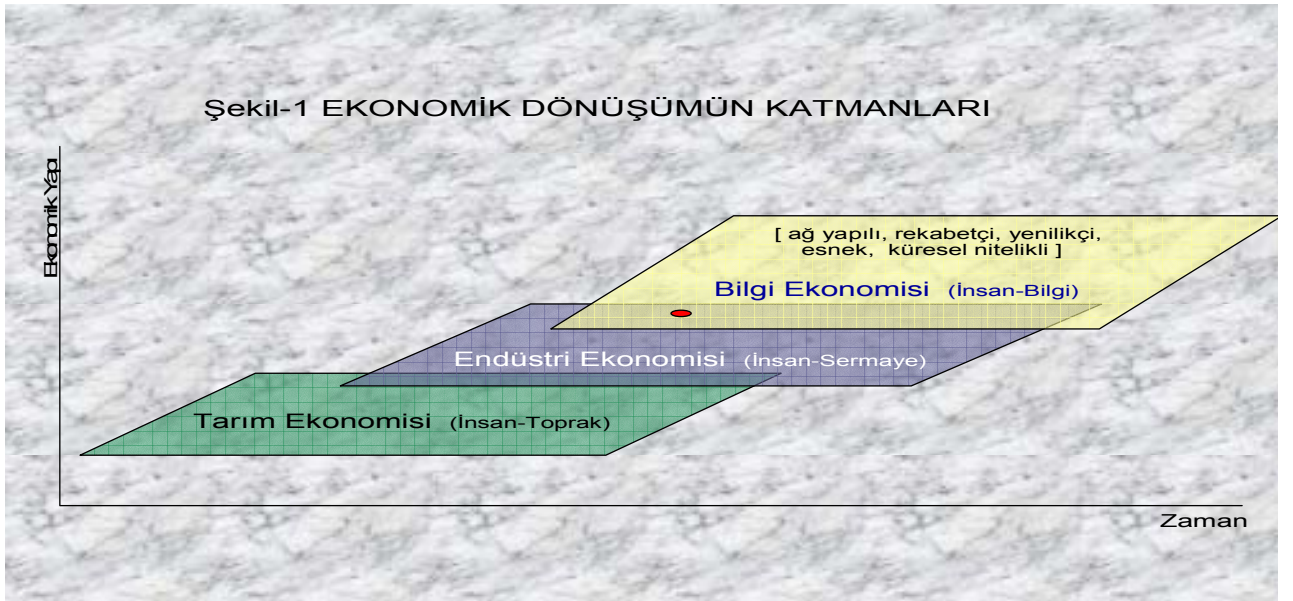 Şekil-1 EKONOMİK DÖNÜŞÜMÜN KATMANLARI
Ekonomik Yapı
[ ağ yapılı, rekabetçi, yenilikçi,
esnek, küresel nitelikli ]
Bilgi Ekonomisi (İnsan-Bilgi)
Endüstri Ekonomisi (İnsan-Sermaye)
Tarım Ekonomisi (İnsan-Toprak)
Zaman